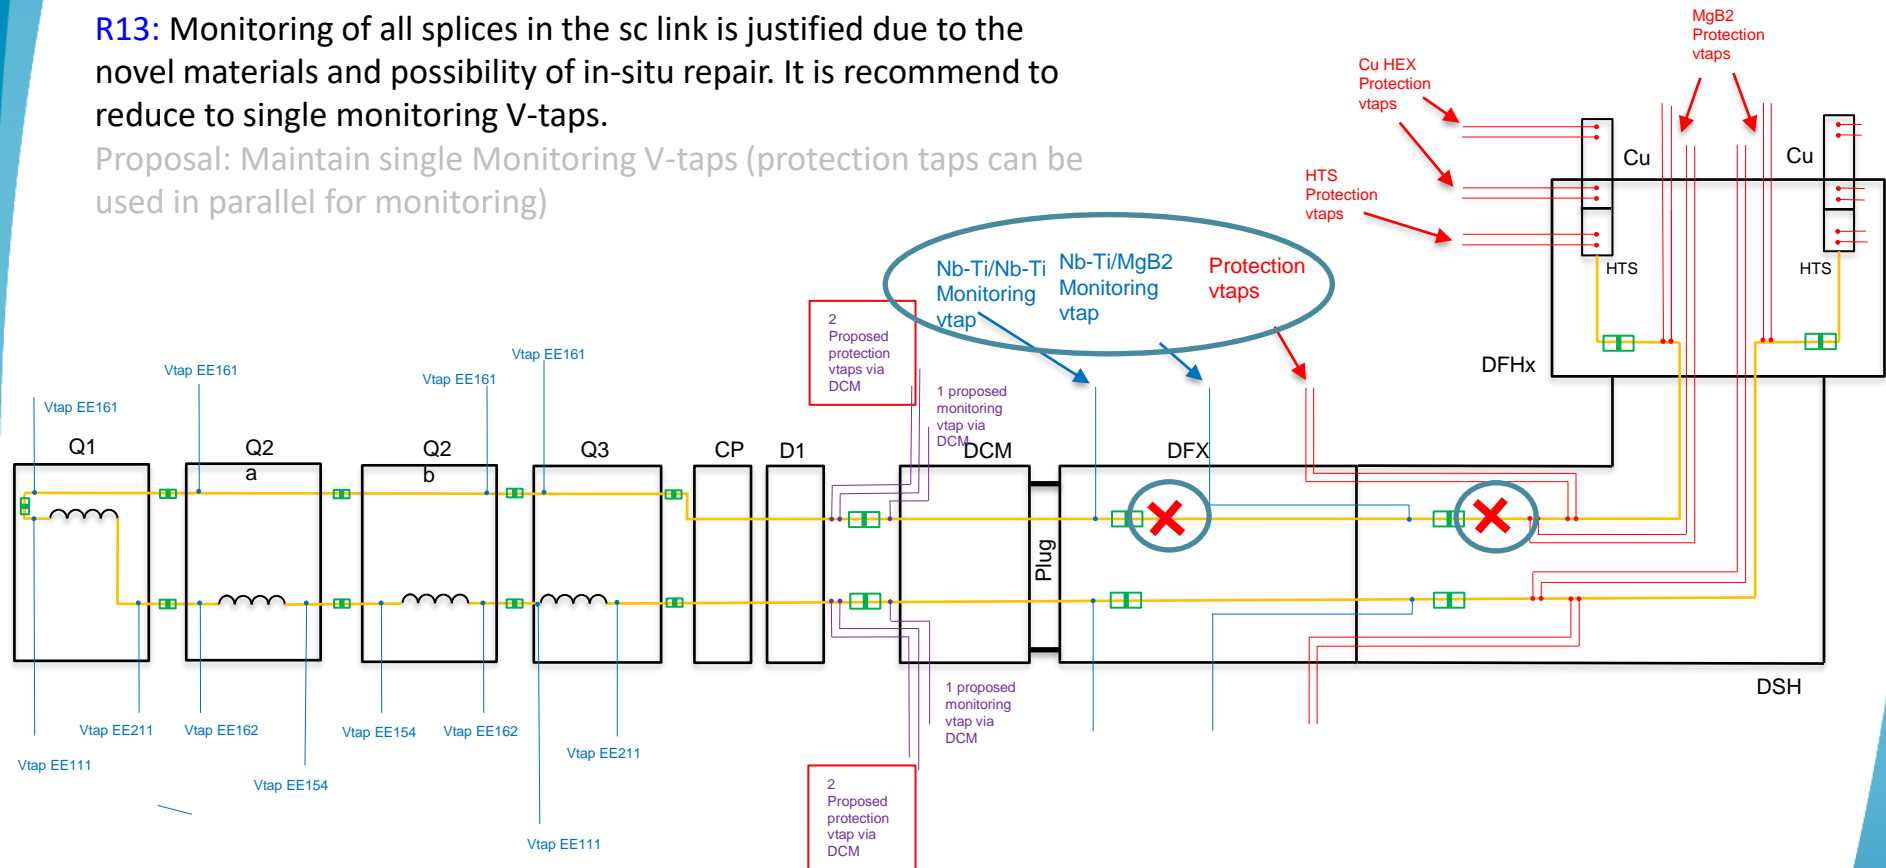 R13: Monitoring of all splices in the sc link is justified due to the
novel materials and possibility of in-situ repair. It is recommend to
reduce to single monitoring V-taps.
Proposal: Maintain single Monitoring V-taps (protection taps can be
used in parallel for monitoring)
MgB2
Protection
vtaps
Cu HEX
Protection
vtaps
HTS
Protection
vtaps
Cu
Cu
HTS
HTS
DFHx
Nb-Ti/Nb-Ti
Monitoring
vtap
Nb-Ti/MgB2
Monitoring
vtap
Protection
vtaps
2
Proposed
protection
vtaps via
DCM
1 proposed
monitoring
vtap via
DCM
Vtap EE161
Vtap EE161
Vtap EE161
Vtap EE161
Q1
Q2
a
Q2
b
Q3
CP
D1
DCM
DFX
Plug
DSH
Vtap EE211
Vtap EE111
Vtap EE162
Vtap EE154
Vtap EE154
Vtap EE162
Vtap EE211
Vtap EE111
1 proposed
monitoring
vtap via
DCM
2
Proposed
protection
vtap via
DCM